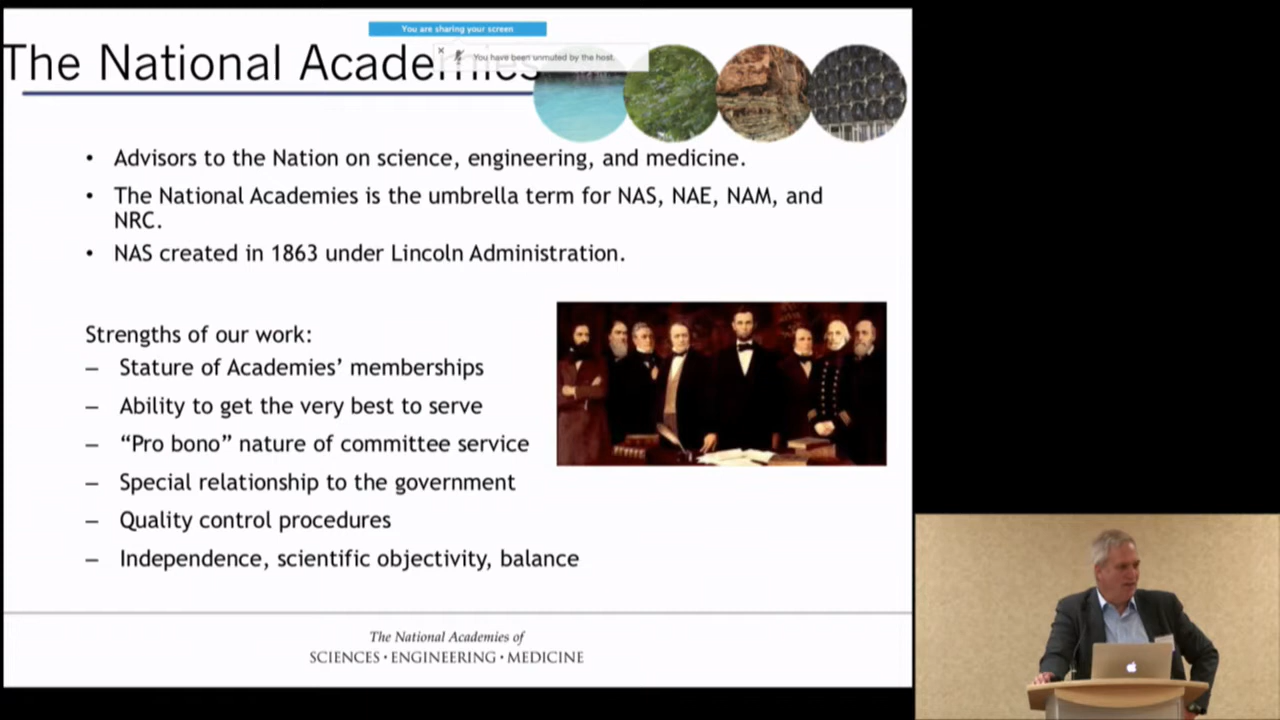 You are sharing your screen
The National Academies
You have been unmuted by the host.
• Advisors to the Nation on science, engineering, and medicine.
• The National Academies is the umbrella term for NAS, NAE, NAM, and
NRC.
• NAS created in 1863 under Lincoln Administration.
Strengths of our work:
– Stature of Academies’ memberships
– Ability to get the very best to serve
– “Pro bono” nature of committee service
– Special relationship to the government
– Quality control procedures
– Independence, scientific objectivity, balance
The National Academies of
SCIENCES · ENGINEERING · MEDICINE